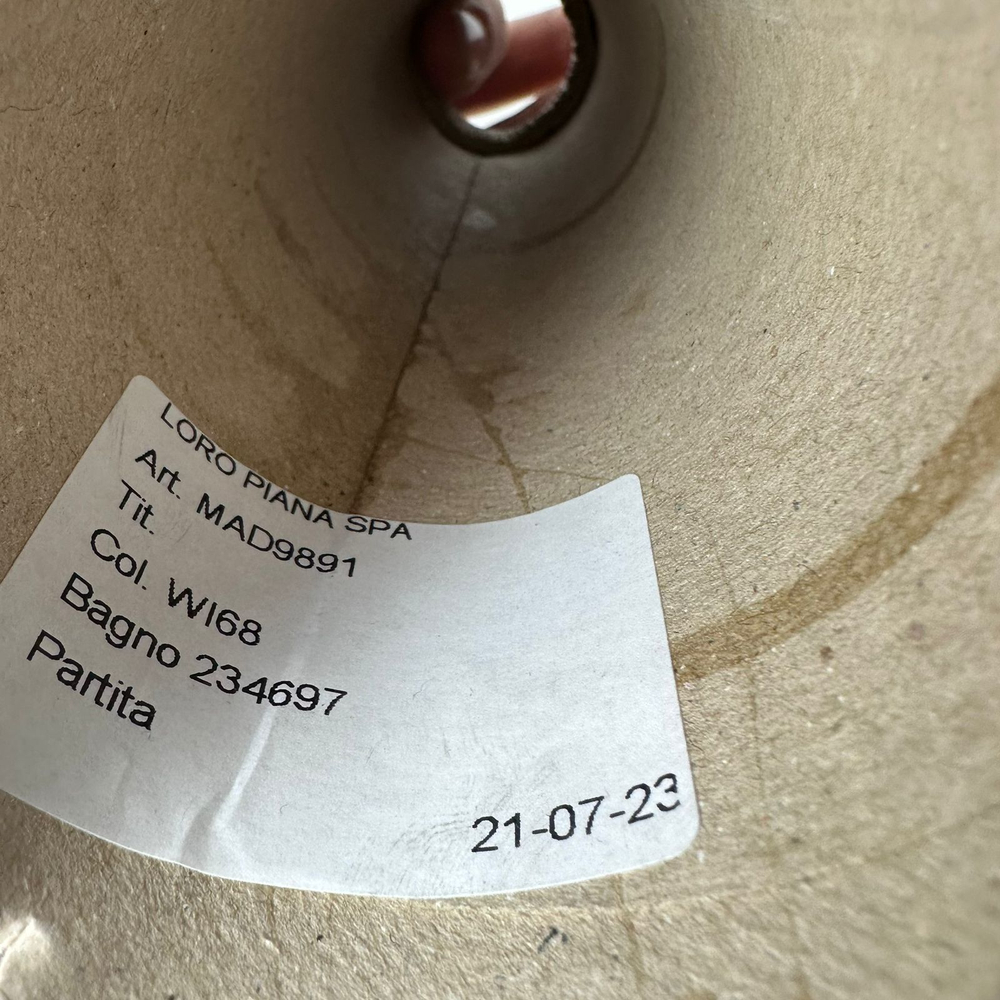 LORO PIANA SPA
Art. MAD9891
Tit.
Col. WI68
Bagno 234697
Partita
21-07-23